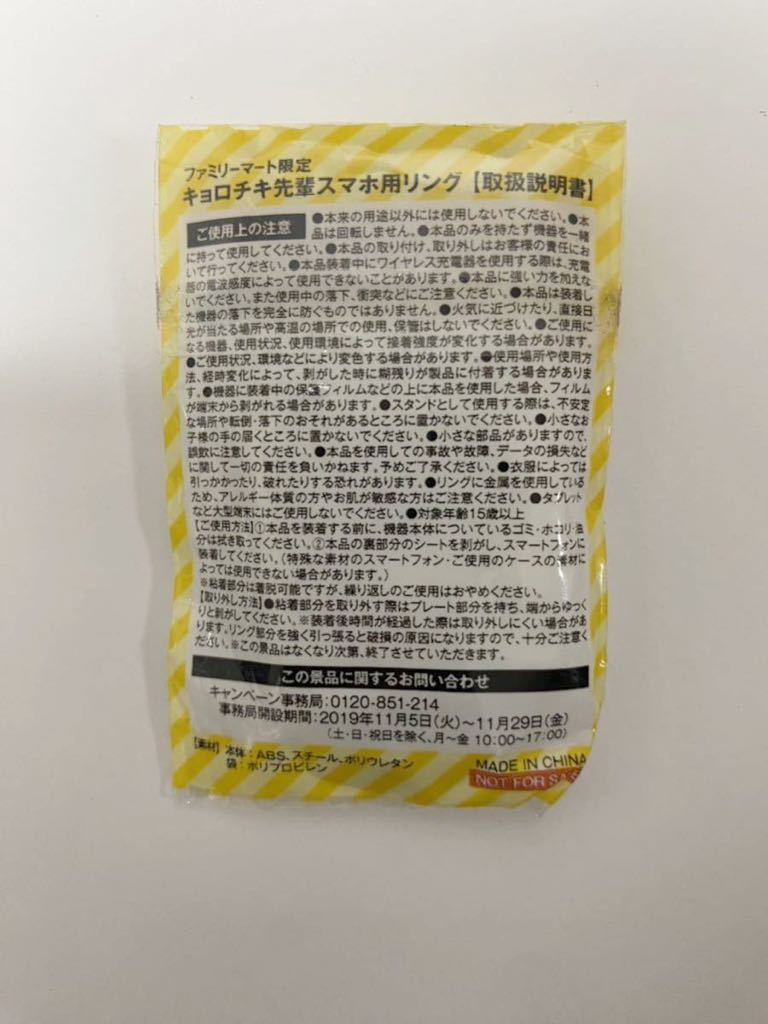 ファミリーマート限定
キョロチキ先輩スマホ用リング【取扱説明書】
ご使用上の注意 ●本来の用途以外には使用しないでください。●本
品は回転しません。●本品のみを持たず機器を一緒
に持って使用してください。●本品の取り付け、取り外しはお客様の責任にお
いて行ってください。●本品装着中にワイヤレス充電器を使用する際は、充電
器の電波感度によって使用できないことがあります。●本品に強い力を加えな
いでください。また使用中の落下、衝突などにご注意ください。●本品は装着し
た機器の落下を完全に防ぐものではありません。●火気に近づけたり、直接日
光が当たる場所や高温の場所での使用、保管はしないでください。●ご使用に
なる機器、使用状況、使用環境によって接着強度が変化する場合があります。
●ご使用状況、環境などにより変色する場合があります。●使用場所や使用方
法、経時変化によって、剥がした時に糊残りが製品に付着する場合がありま
す。●機器に装着中の保護フィルムなどの上に本品を使用した場合、フィルム
が端末から剥がれる場合があります。●スタンドとして使用する際は、不安定
な場所や転倒・落下のおそれがあるところに置かないでください。●小さなお
子様の手の届くところに置かないでください。●小さな部品がありますので、
誤飲に注意してください。●本品を使用しての事故や故障、データの損失など
に関して一切の責任を負いかねます。予めご了承ください。●衣服によっては
引っかかったり、破れたりする恐れがあります。●リングに金属を使用している
ため、アレルギー体質の方やお肌が敏感な方はご注意ください。●タブレット
など大型端末にはご使用しないでください。●対象年齢15歳以上
【ご使用方法】①本品を装着する前に、機器本体についているゴミ・ホコリ・油
分は拭き取ってください。②本品の裏部分のシートを剥がし、スマートフォンに
装着してください。(特殊な素材のスマートフォン・ご使用のケースの素材に
よっては使用できない場合があります。)
※粘着部分は着脱可能ですが、繰り返しのご使用はおやめください。
【取り外し方法】●粘着部分を取り外す際はプレート部分を持ち、端からゆっく
りと剥がしてください。※装着後時間が経過した際は取り外しにくい場合があ
ります。リング部分を強く引っ張ると破損の原因になりますので、十分ご注意く
ださい。※この景品はなくなり次第、終了させていただきます。
この景品に関するお問い合わせ
キャンペーン事務局:0120-851-214
事務局開設期間:2019年11月5日(火)〜11月29日(金)
(土・日・祝日を除く、月〜金 10:00〜17:00)
【素材】本体:ABS、スチール、ポリウレタン
袋:ポリプロピレン
MADE IN CHINA
NOT FOR